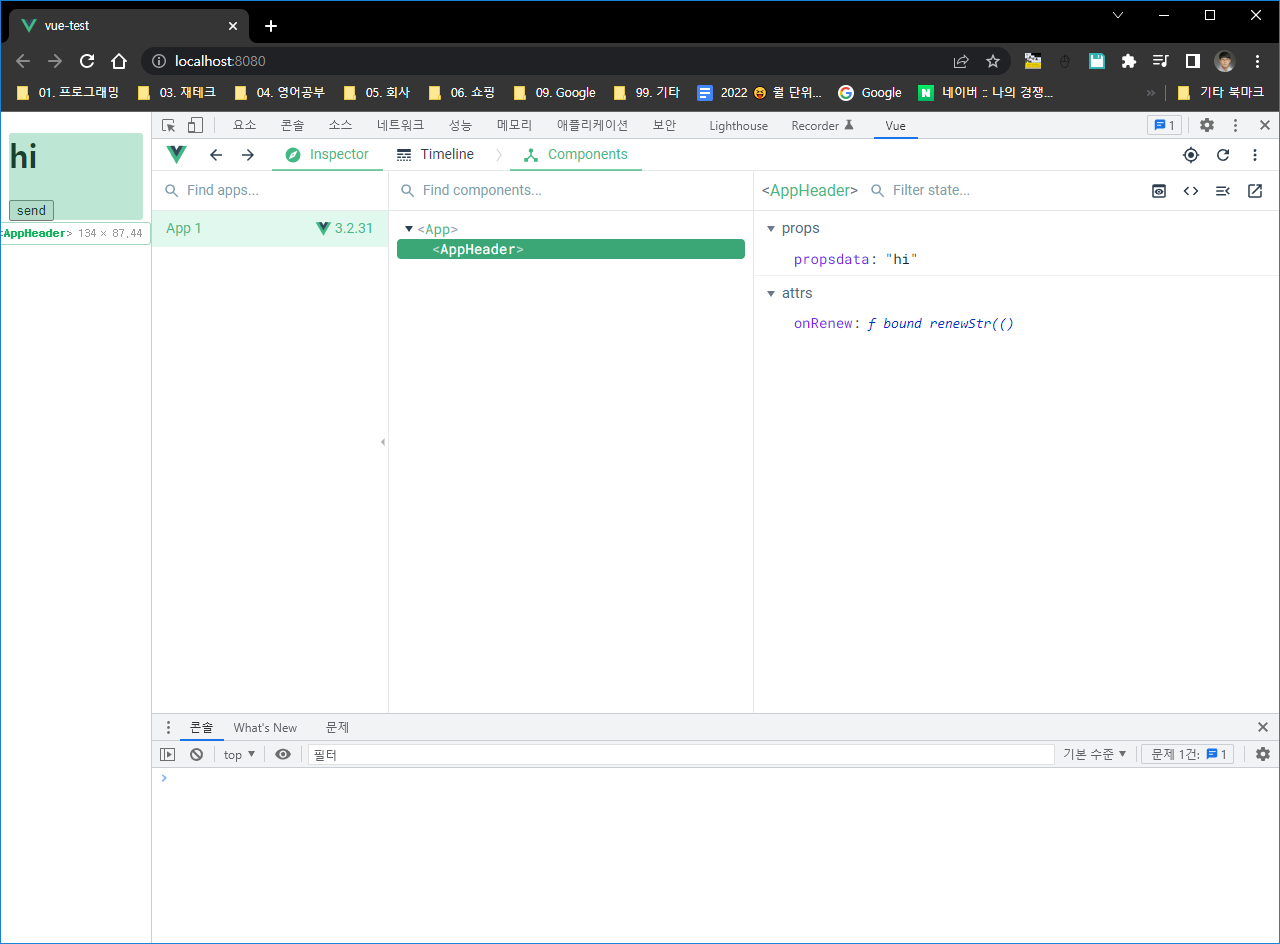 vue-test
localhost:8080
01. 프로그래밍 03. 재테크 04. 영어공부 05. 회사 06. 쇼핑 09. Google 99. 기타 2022 😝 월 단위... Google 네이버 :: 나의 경쟁... » 기타 북마크
hi
send
<AppHeader> 134 × 87.44
요소 콘솔 소스 네트워크 성능 메모리 애플리케이션 보안 Lighthouse Recorder Vue 1
Inspector Timeline Components
Find apps...
App 1 3.2.31
Find components...
<App>
<AppHeader>
<AppHeader> Filter state...
props
propsdata: "hi"
attrs
onRenew: ƒ bound renewStr(()
콘솔 What's New 문제
top 필터 기본 수준 문제 1건: 1